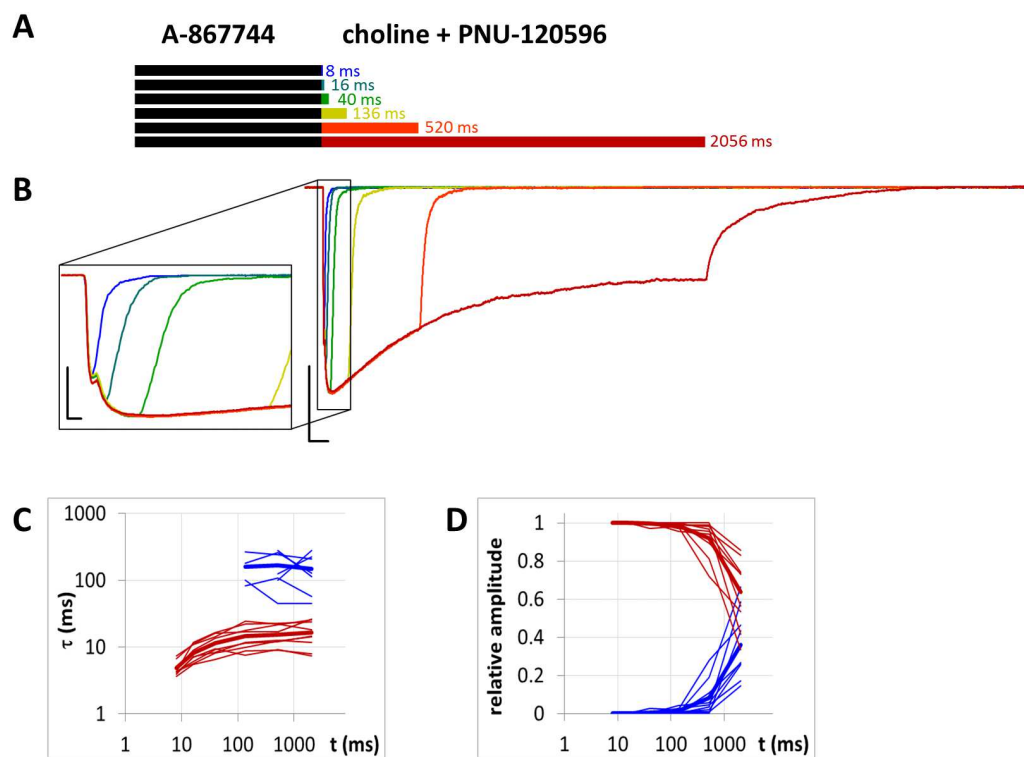 A
A-867744 choline + PNU-120596
8 ms
16 ms
40 ms
136 ms
520 ms
2056 ms
B
C
1000
100
10
1
τ (ms)
1 10 100 1000 t (ms)
D
1
0.8
0.6
0.4
0.2
0
relative amplitude
1 10 100 1000 t (ms)